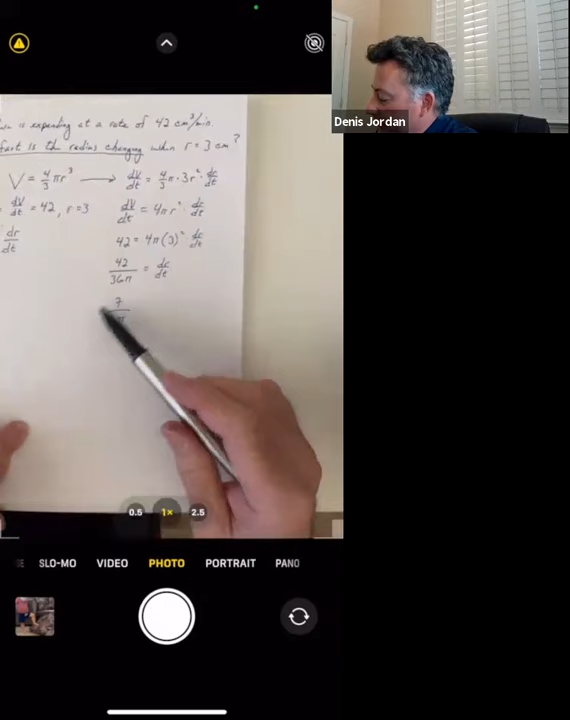 is expanding at a rate of 42 cm³/min.
fast is the radius changing when r = 3 cm?
V = 4/3 πr³ → dV/dt = 4/3 π · 3r² · dr/dt
dV/dt = 42, r = 3
dV/dt = 4πr² · dr/dt
dr/dt
42 = 4π(3)² dr/dt
42/36π = dr/dt
7
Denis Jordan
0.5 1× 2.5
SLO-MO VIDEO PHOTO PORTRAIT PANO